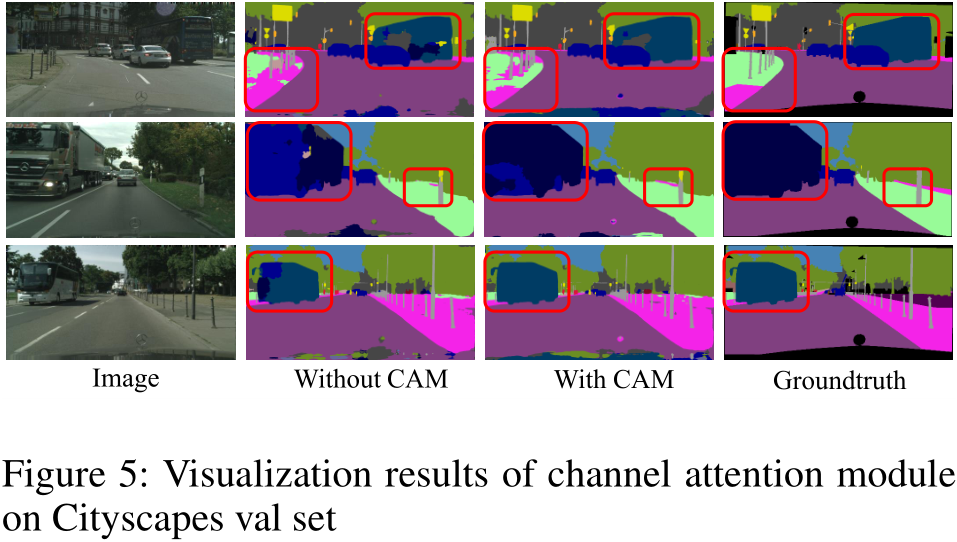 Image
Without CAM
With CAM
Groundtruth
Figure 5: Visualization results of channel attention module
on Cityscapes val set